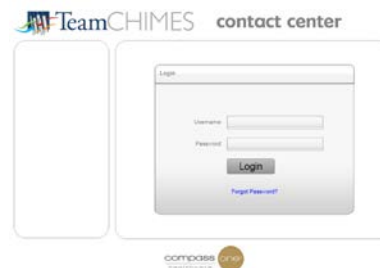 TeamCHIMES contact center
Login
Username
Password
Login
Forgot Password?
compass one